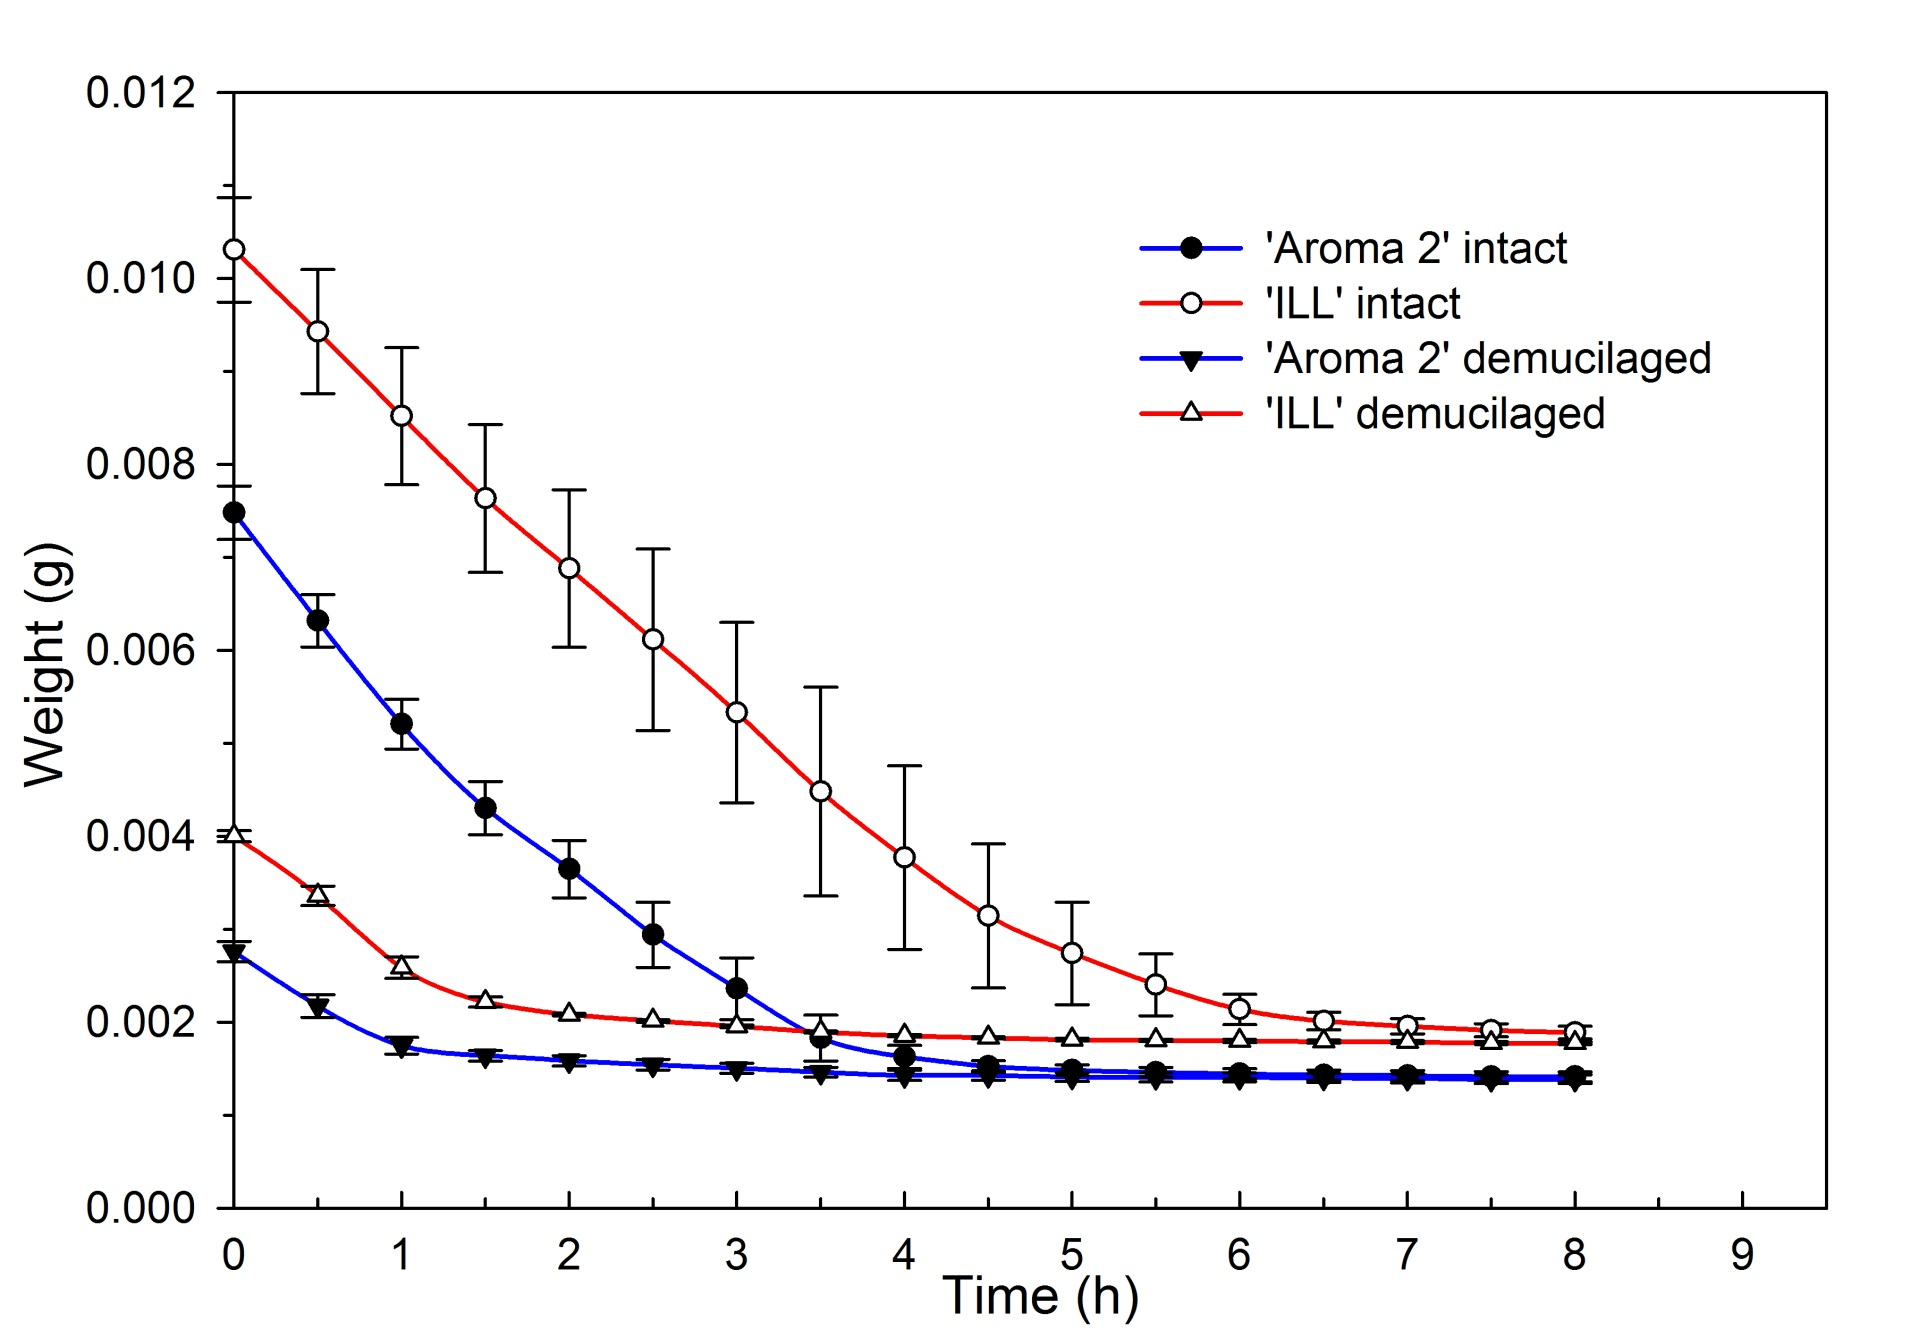 0.012
0.010
0.008
0.006
0.004
0.002
0.000
Weight (g)
'Aroma 2' intact
'ILL' intact
'Aroma 2' demucilaged
'ILL' demucilaged
0 1 2 3 4 5 6 7 8 9
Time (h)